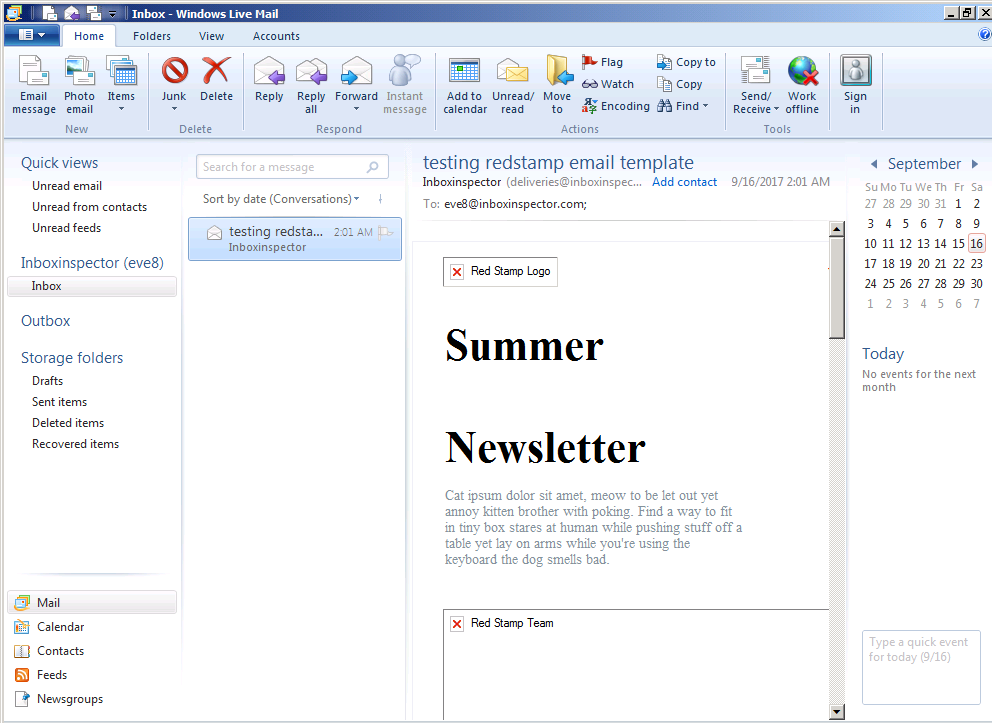 Inbox - Windows Live Mail
Home Folders View Accounts
Email message
Photo email
Items
New
Junk
Delete
Delete
Reply
Reply all
Forward
Instant message
Respond
Add to calendar
Unread/ read
Move to
Flag
Watch
Encoding
Copy to
Copy
Find
Actions
Send/ Receive
Work offline
Tools
Sign in
Quick views
Unread email
Unread from contacts
Unread feeds
Inboxinspector (eve8)
Inbox
Outbox
Storage folders
Drafts
Sent items
Deleted items
Recovered items
Mail
Calendar
Contacts
Feeds
Newsgroups
Search for a message
Sort by date (Conversations)
testing redsta... 2:01 AM
Inboxinspector
testing redstamp email template
Inboxinspector (deliveries@inboxinspec... Add contact 9/16/2017 2:01 AM
To: eve8@inboxinspector.com;
Red Stamp Logo
Summer
Newsletter
Cat ipsum dolor sit amet, meow to be let out yet
annoy kitten brother with poking. Find a way to fit
in tiny box stares at human while pushing stuff off a
table yet lay on arms while you're using the
keyboard the dog smells bad.
Red Stamp Team
September
Su Mo Tu We Th Fr Sa
27 28 29 30 31 1 2
3 4 5 6 7 8 9
10 11 12 13 14 15 16
17 18 19 20 21 22 23
24 25 26 27 28 29 30
1 2 3 4 5 6 7
Today
No events for the next
month
Type a quick event
for today (9/16)